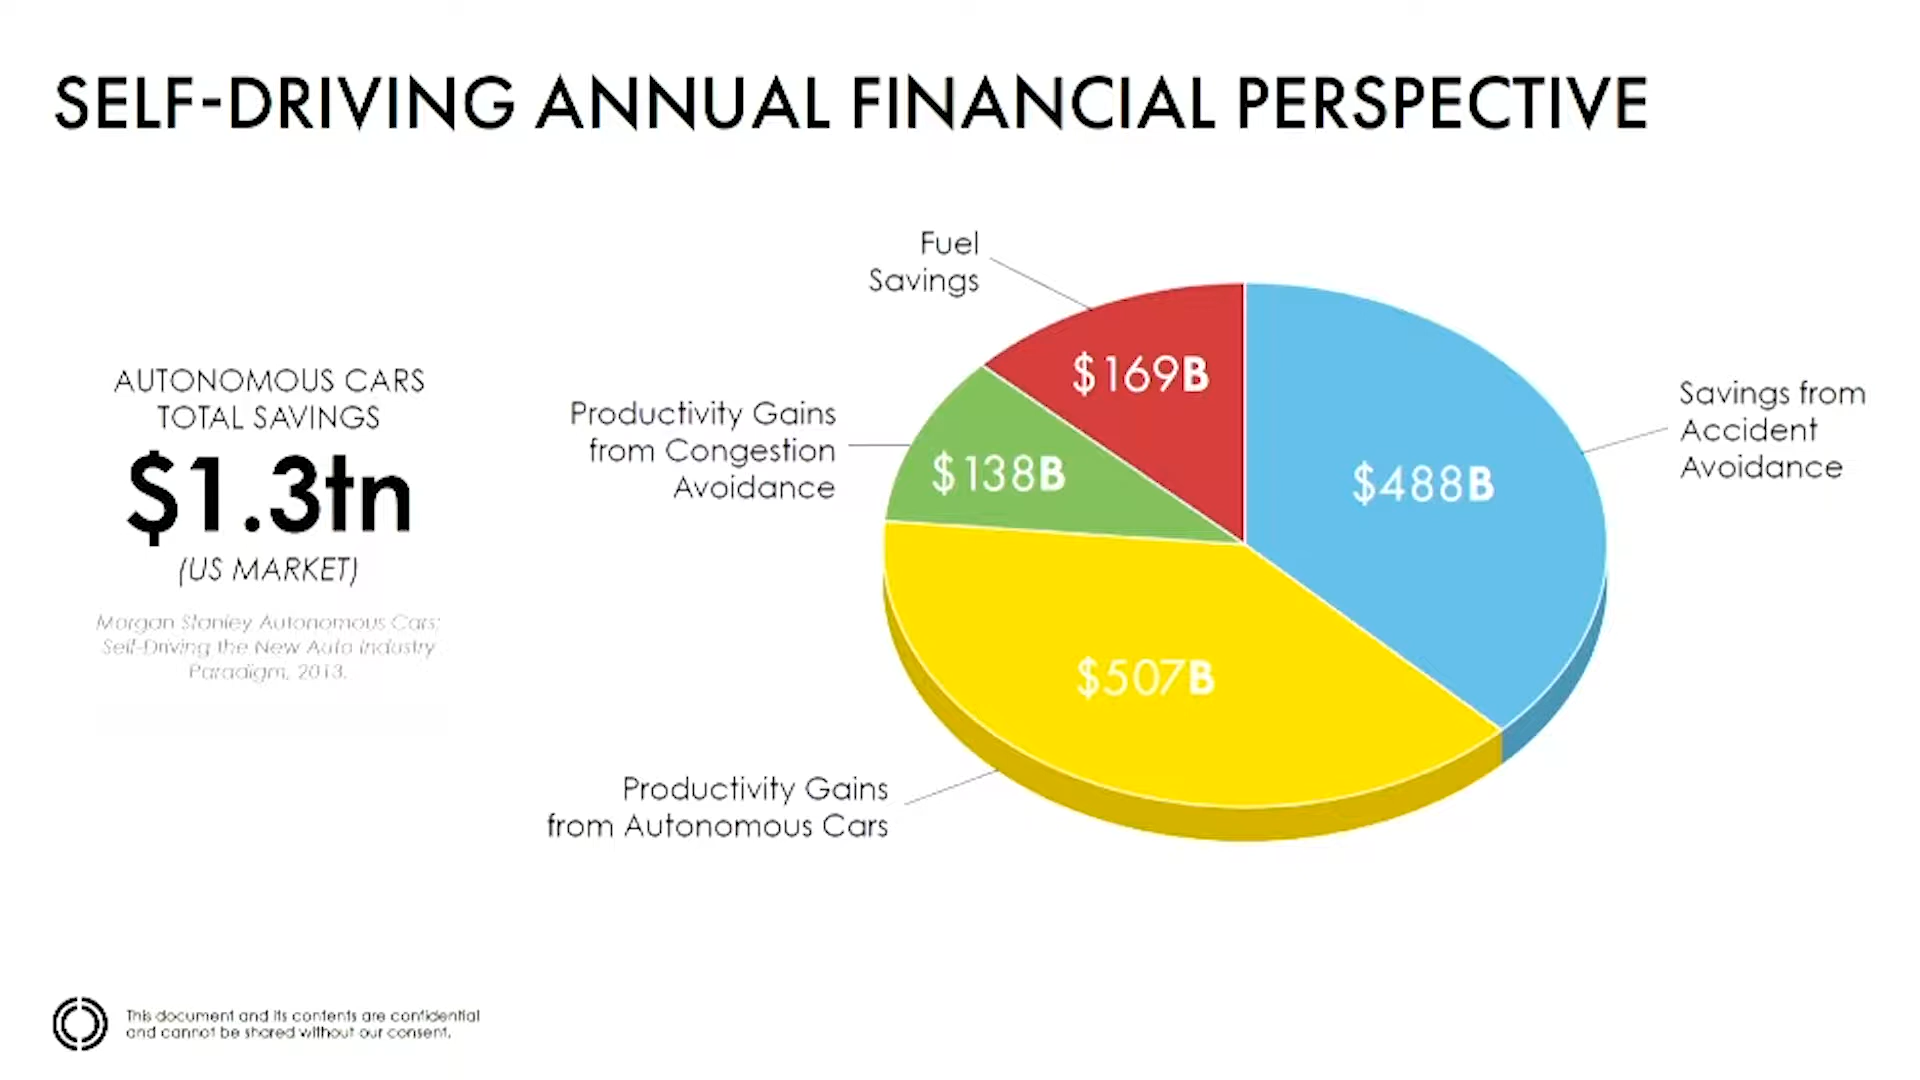 SELF-DRIVING ANNUAL FINANCIAL PERSPECTIVE
AUTONOMOUS CARS
TOTAL SAVINGS
$1.3tn
(US MARKET)
Morgan Stanley Autonomous Cars;
Self-Driving the New Auto Industry
Paradigm, 2013.
Fuel
Savings
$169B
Productivity Gains
from Congestion
Avoidance
$138B
Savings from
Accident
Avoidance
$488B
$507B
Productivity Gains
from Autonomous Cars
This document and its contents are confidential
and cannot be shared without our consent.